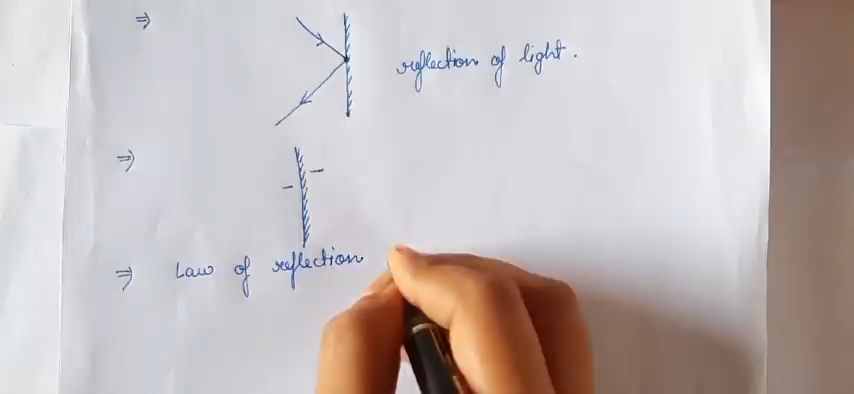 ⇒ reflection of light.
⇒
⇒ Law of reflection